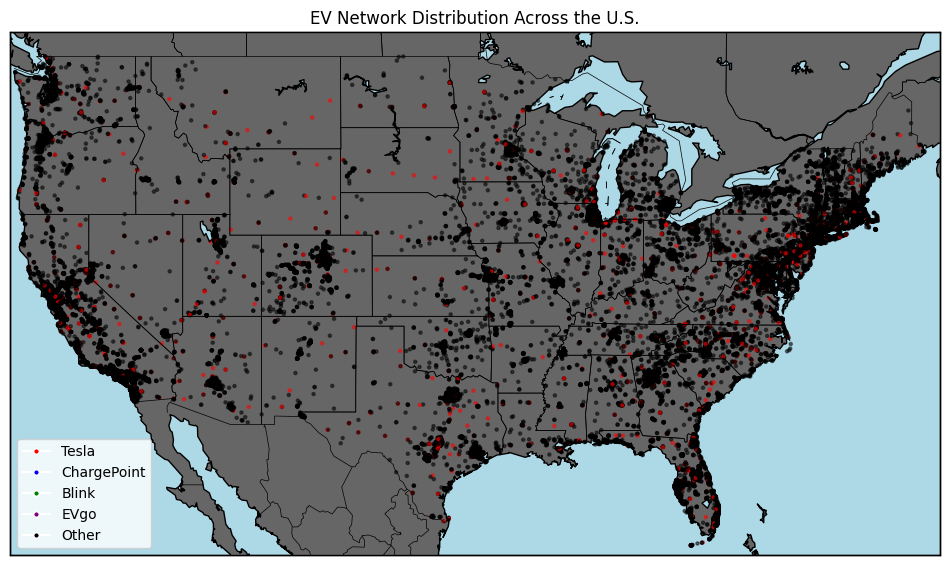 EV Network Distribution Across the U.S.
Tesla
ChargePoint
Blink
EVgo
Other